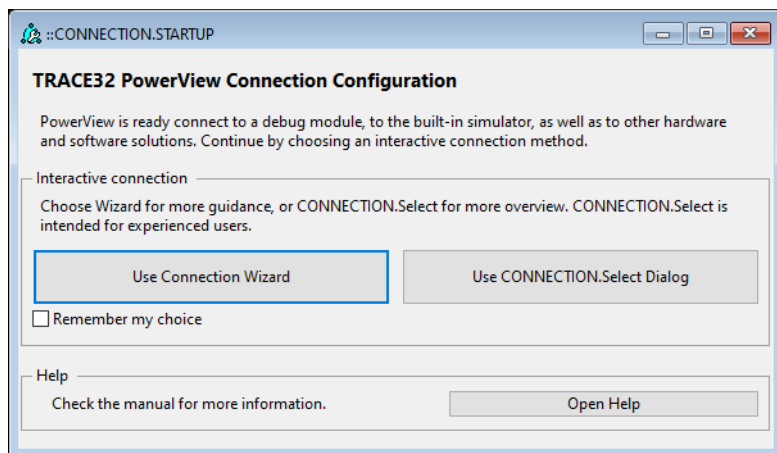 ::CONNECTION.STARTUP
TRACE32 PowerView Connection Configuration
PowerView is ready connect to a debug module, to the built-in simulator, as well as to other hardware
and software solutions. Continue by choosing an interactive connection method.
Interactive connection
Choose Wizard for more guidance, or CONNECTION.Select for more overview. CONNECTION.Select is
intended for experienced users.
Use Connection Wizard
Use CONNECTION.Select Dialog
Remember my choice
Help
Check the manual for more information.
Open Help